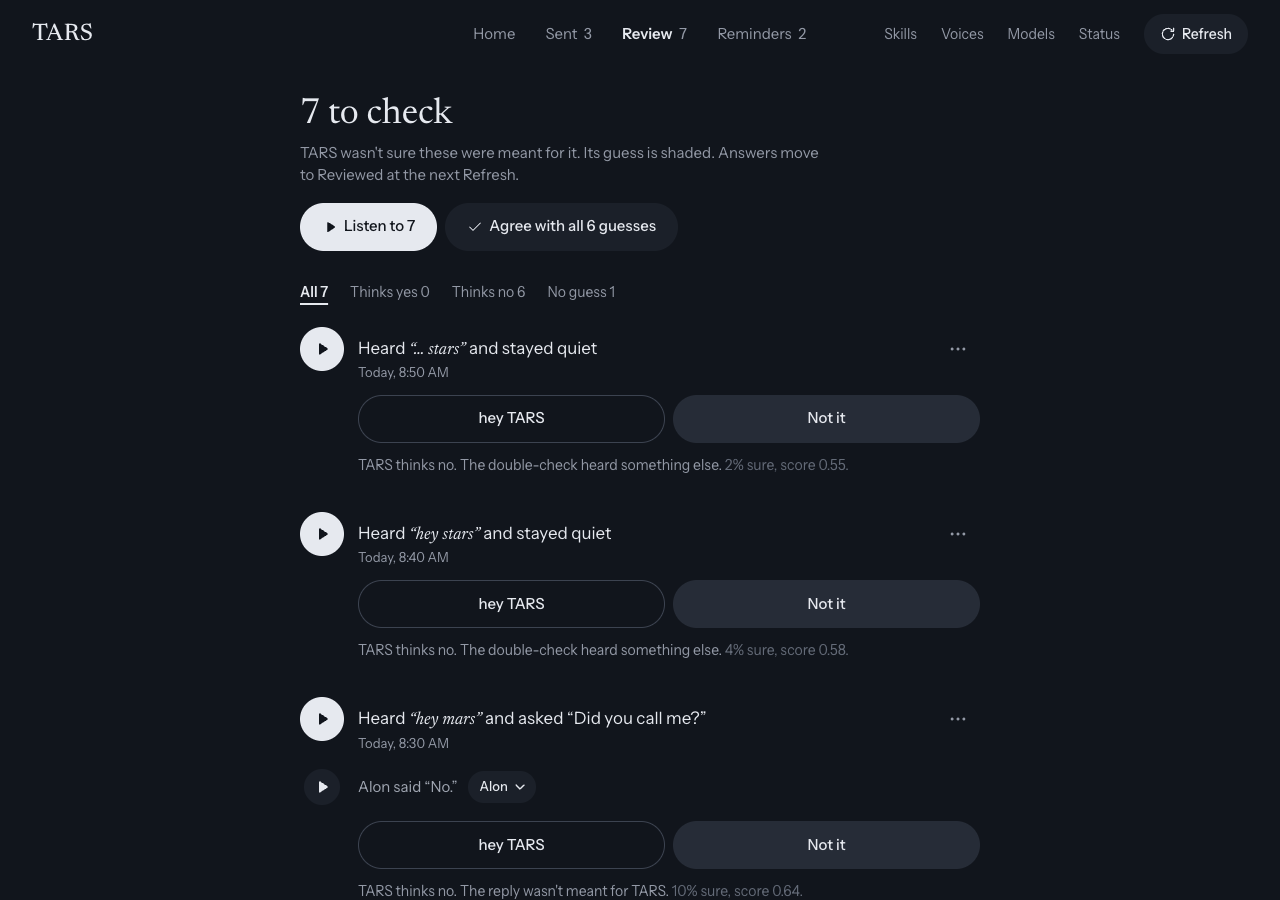 TARS
Home Sent 3 Review 7 Reminders 2 Skills Voices Models Status Refresh
7 to check
TARS wasn't sure these were meant for it. Its guess is shaded. Answers move
to Reviewed at the next Refresh.
Listen to 7 Agree with all 6 guesses
All 7 Thinks yes 0 Thinks no 6 No guess 1
Heard “... stars” and stayed quiet
Today, 8:50 AM
hey TARS Not it
TARS thinks no. The double-check heard something else. 2% sure, score 0.55.
Heard “hey stars” and stayed quiet
Today, 8:40 AM
hey TARS Not it
TARS thinks no. The double-check heard something else. 4% sure, score 0.58.
Heard “hey mars” and asked “Did you call me?”
Today, 8:30 AM
Alon said “No.” Alon
hey TARS Not it
TARS thinks no. The reply wasn't meant for TARS. 10% sure, score 0.64.